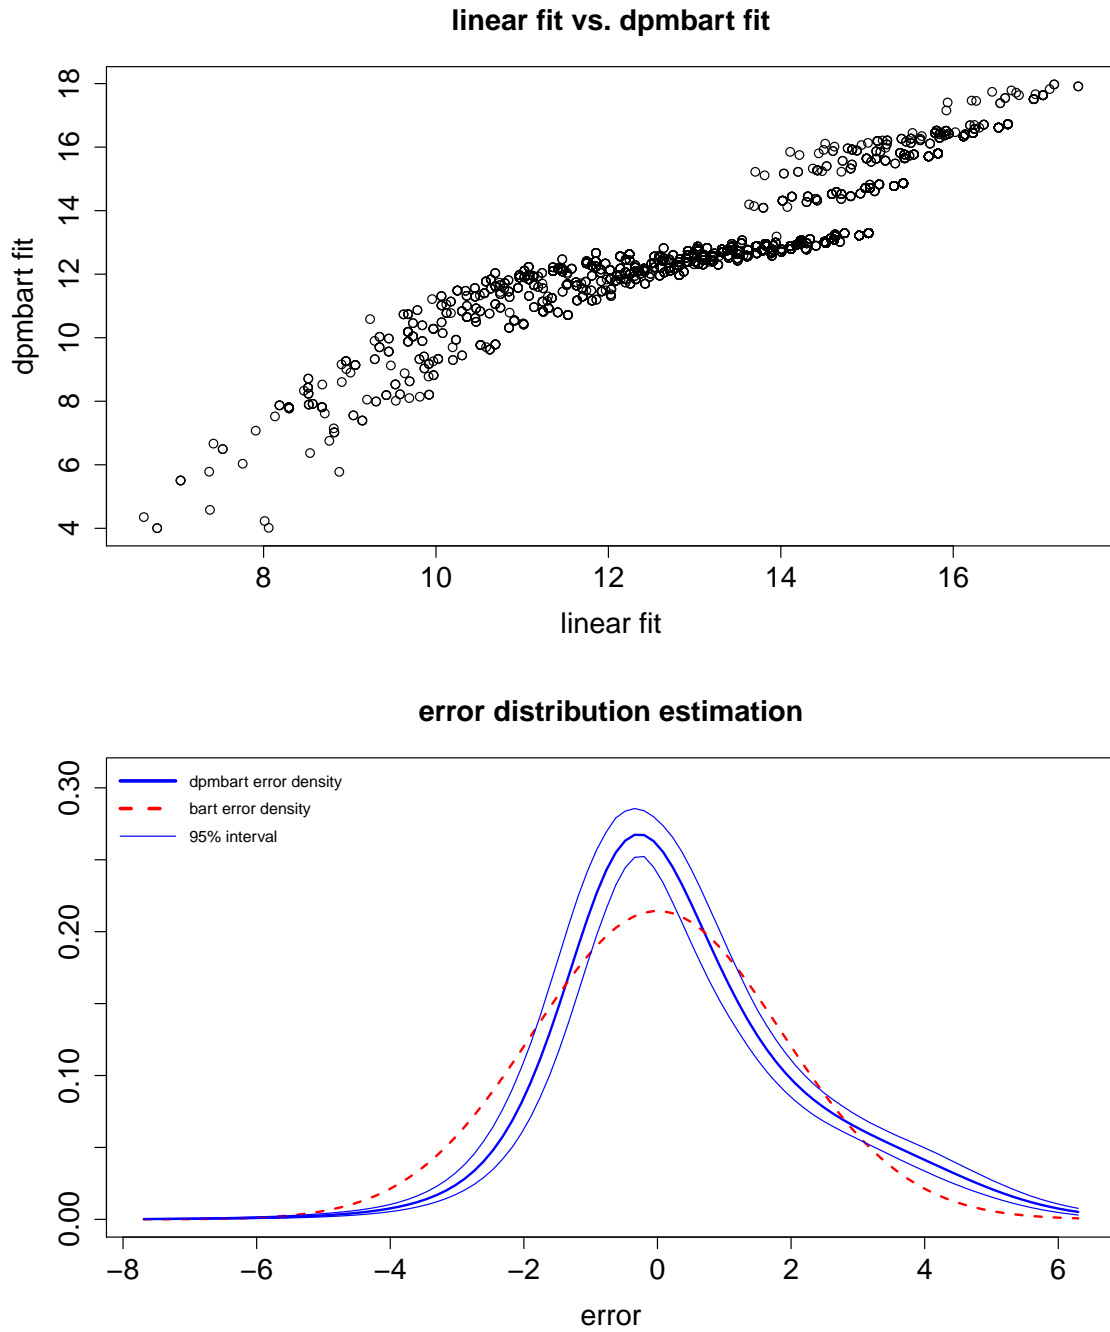 linear fit vs. dpmbart fit
dpmbart fit
18
16
14
12
10
8
6
4
8 10 12 14 16
linear fit
error distribution estimation
0.30
0.20
0.10
0.00
dpmbart error density
bart error density
95% interval
−8 −6 −4 −2 0 2 4 6
error